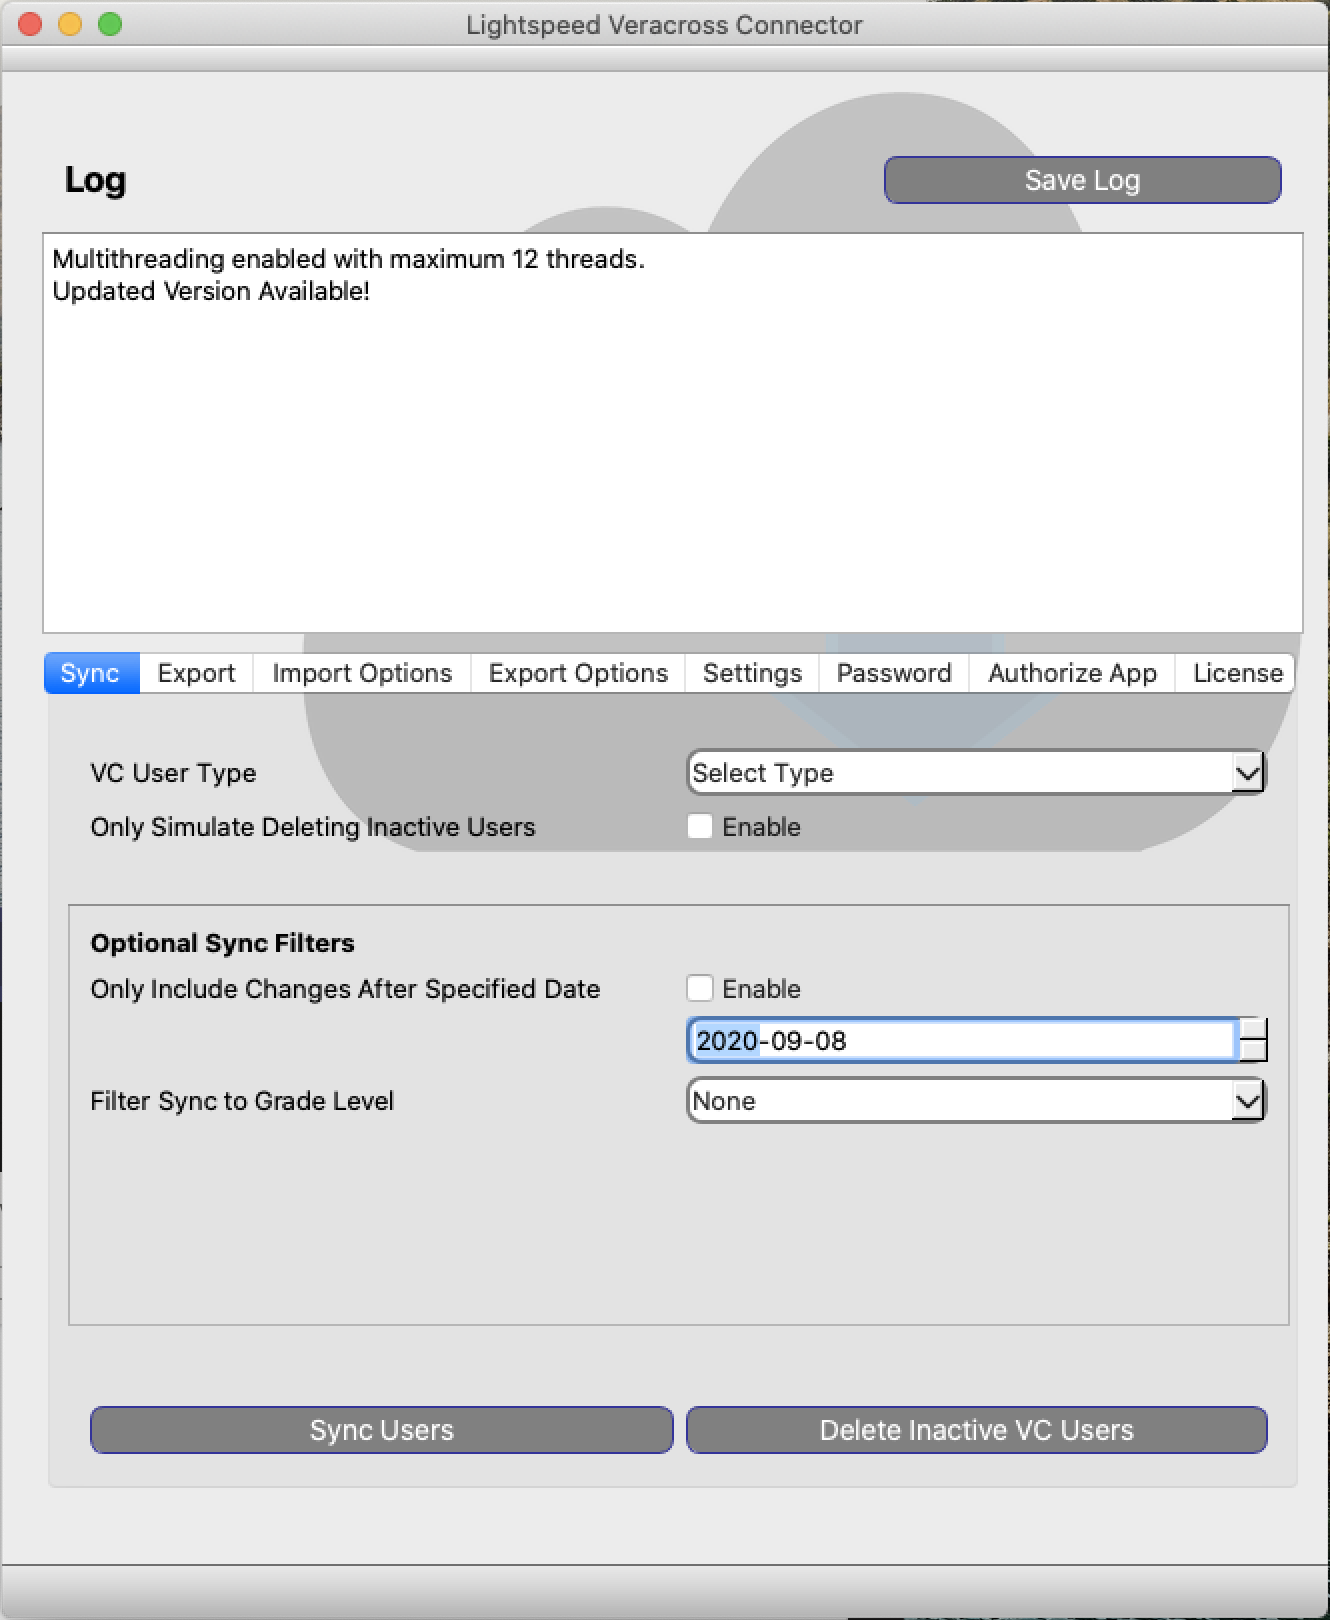 Lightspeed Veracross Connector
Log
Save Log
Multithreading enabled with maximum 12 threads.
Updated Version Available!
Sync Export Import Options Export Options Settings Password Authorize App License
VC User Type Select Type
Only Simulate Deleting Inactive Users Enable
Optional Sync Filters
Only Include Changes After Specified Date Enable
2020-09-08
Filter Sync to Grade Level None
Sync Users Delete Inactive VC Users